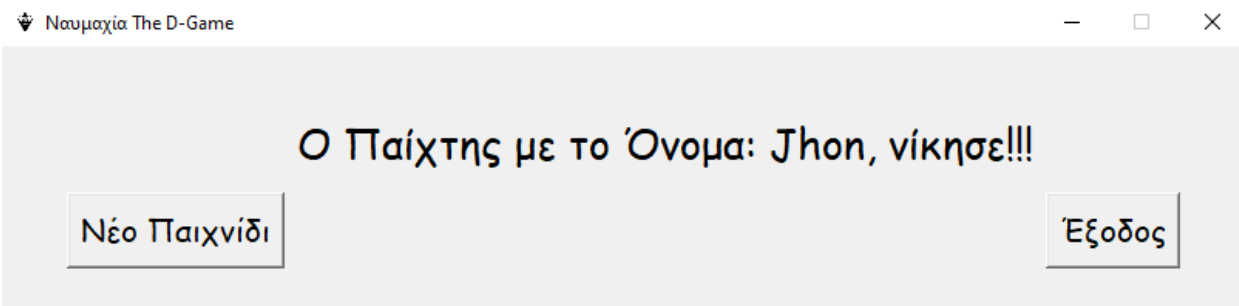 Ναυμαχία The D-Game
Ο Παίχτης με το Όνομα: Jhon, νίκησε!!!
Νέο Παιχνίδι
Έξοδος